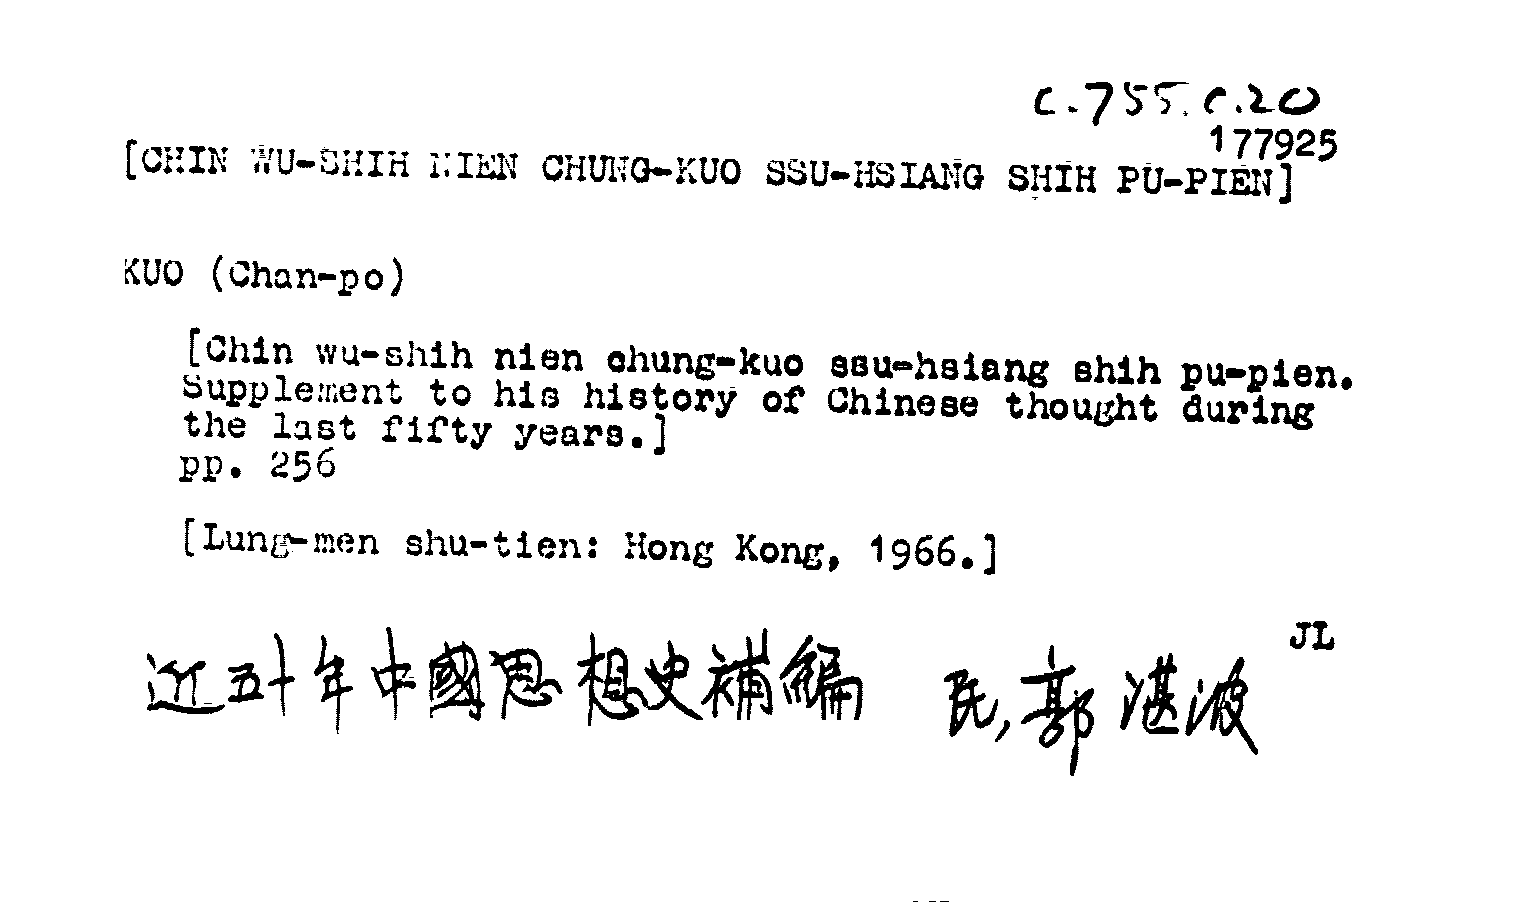 C.755.c.20
177925
[CHIN WU-SHIH NIEN CHUNG-KUO SSU-HSIANG SHIH PU-PIEN]
KUO (Chan-po)
[Chin wu-shih nien chung-kuo ssu-hsiang shih pu-pien.
Supplement to his history of Chinese thought during
the last fifty years.]
pp. 256
[Lung-men shu-tien: Hong Kong, 1966.]
JL
近五十年中國思想史補編 民,郭湛波